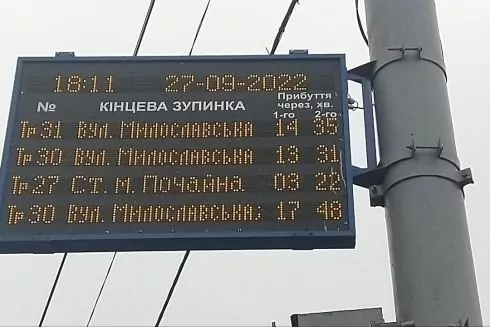 18:11 27-09-2022
№ КІНЦЕВА ЗУПИНКА Прибуття через, хв. 1-го 2-го
Тр31 вул. Милославська 14 35
Тр30 вул. Милославська 13 31
Тр27 Ст. м. Почайна 03 22
Тр30 вул. Милославська: 17 48